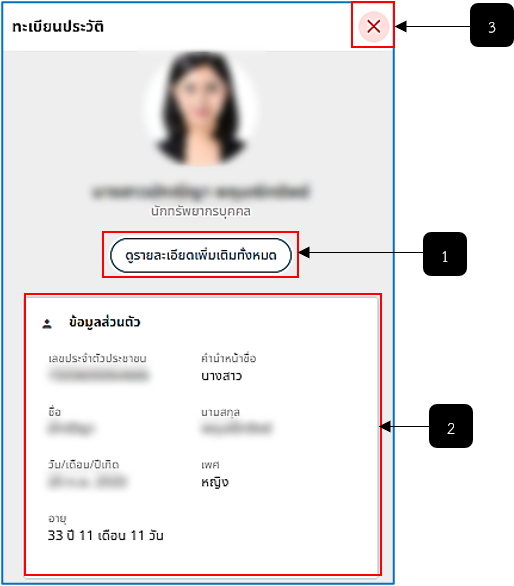 ทะเบียนประวัติ
3
นักทรัพยากรบุคคล
ดูรายละเอียดเพิ่มเติมทั้งหมด
1
ข้อมูลส่วนตัว
เลขประจำตัวประชาชน คำนำหน้าชื่อ
นางสาว
ชื่อ นามสกุล
2
วัน/เดือน/ปีเกิด เพศ
หญิง
อายุ
33 ปี 11 เดือน 11 วัน